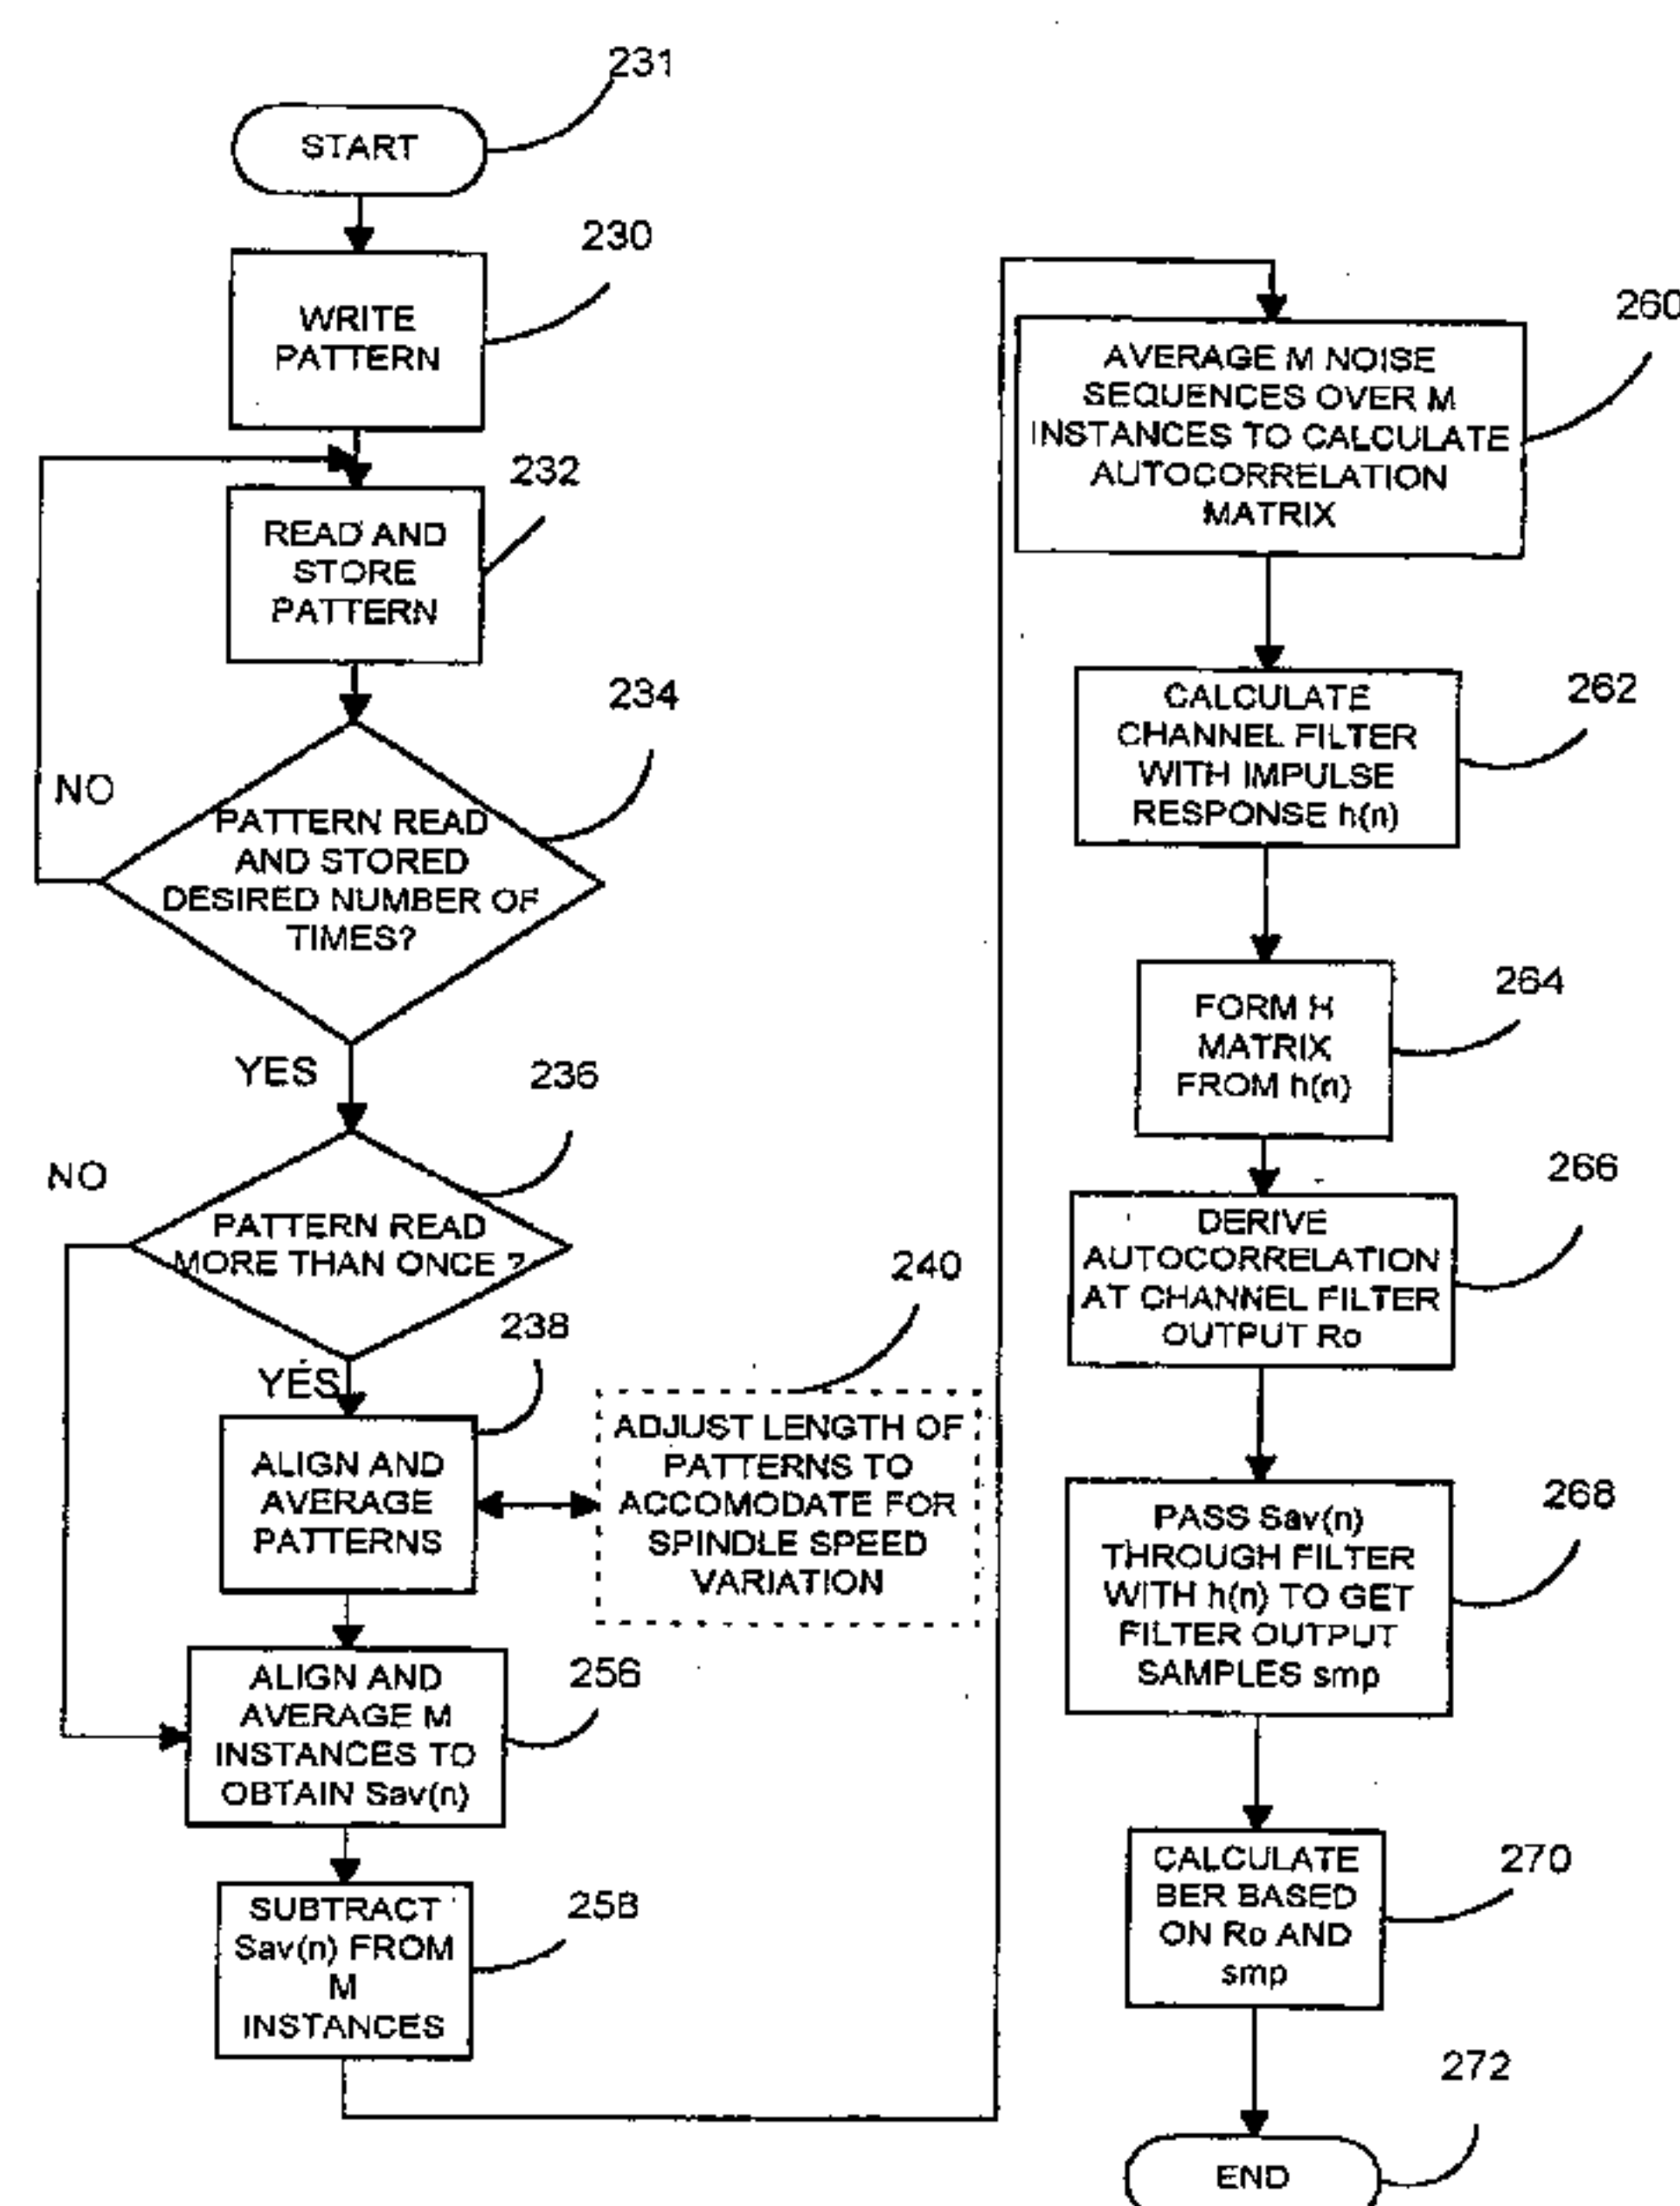 231
START
230
WRITE
PATTERN
232
READ AND
STORE
PATTERN
234
NO
PATTERN READ
AND STORED
DESIRED NUMBER OF
TIMES?
YES
236
NO
PATTERN READ
MORE THAN ONCE ?
238
YES
ALIGN AND
AVERAGE
PATTERNS
240
ADJUST LENGTH OF
PATTERNS TO
ACCOMODATE FOR
SPINDLE SPEED
VARIATION
256
ALIGN AND
AVERAGE M
INSTANCES TO
OBTAIN Sav(n)
258
SUBTRACT
Sav(n) FROM
M
INSTANCES
260
AVERAGE M NOISE
SEQUENCES OVER M
INSTANCES TO CALCULATE
AUTOCORRELATION
MATRIX
262
CALCULATE
CHANNEL FILTER
WITH IMPULSE
RESPONSE h(n)
264
FORM H
MATRIX
FROM h(n)
266
DERIVE
AUTOCORRELATION
AT CHANNEL FILTER
OUTPUT Ro
268
PASS Sav(n)
THROUGH FILTER
WITH h(n) TO GET
FILTER OUTPUT
SAMPLES smp
270
CALCULATE
BER BASED
ON Ro AND
smp
272
END